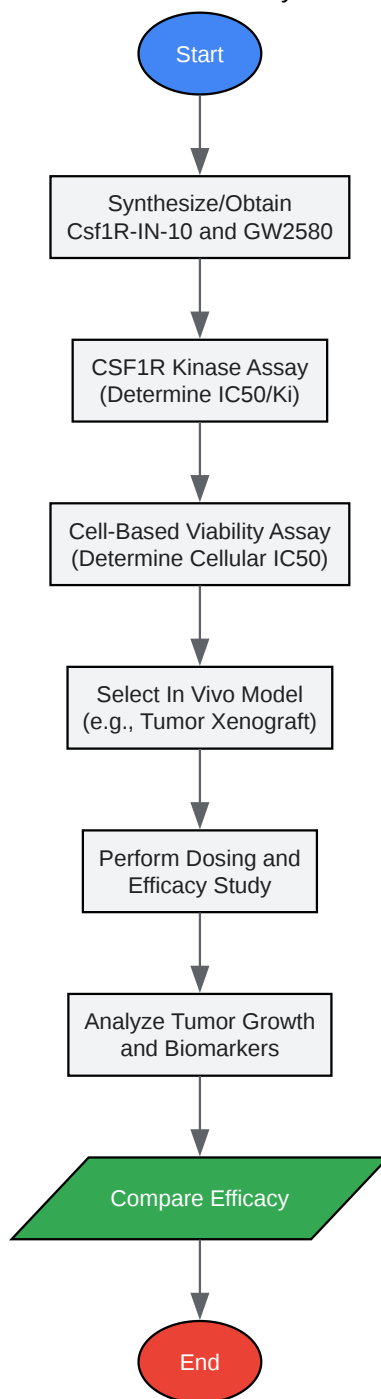 Start
Synthesize/Obtain
Csf1R-IN-10 and GW2580
CSF1R Kinase Assay
(Determine IC50/Ki)
Cell-Based Viability Assay
(Determine Cellular IC50)
Select In Vivo Model
(e.g., Tumor Xenograft)
Perform Dosing and
Efficacy Study
Analyze Tumor Growth
and Biomarkers
Compare Efficacy
End